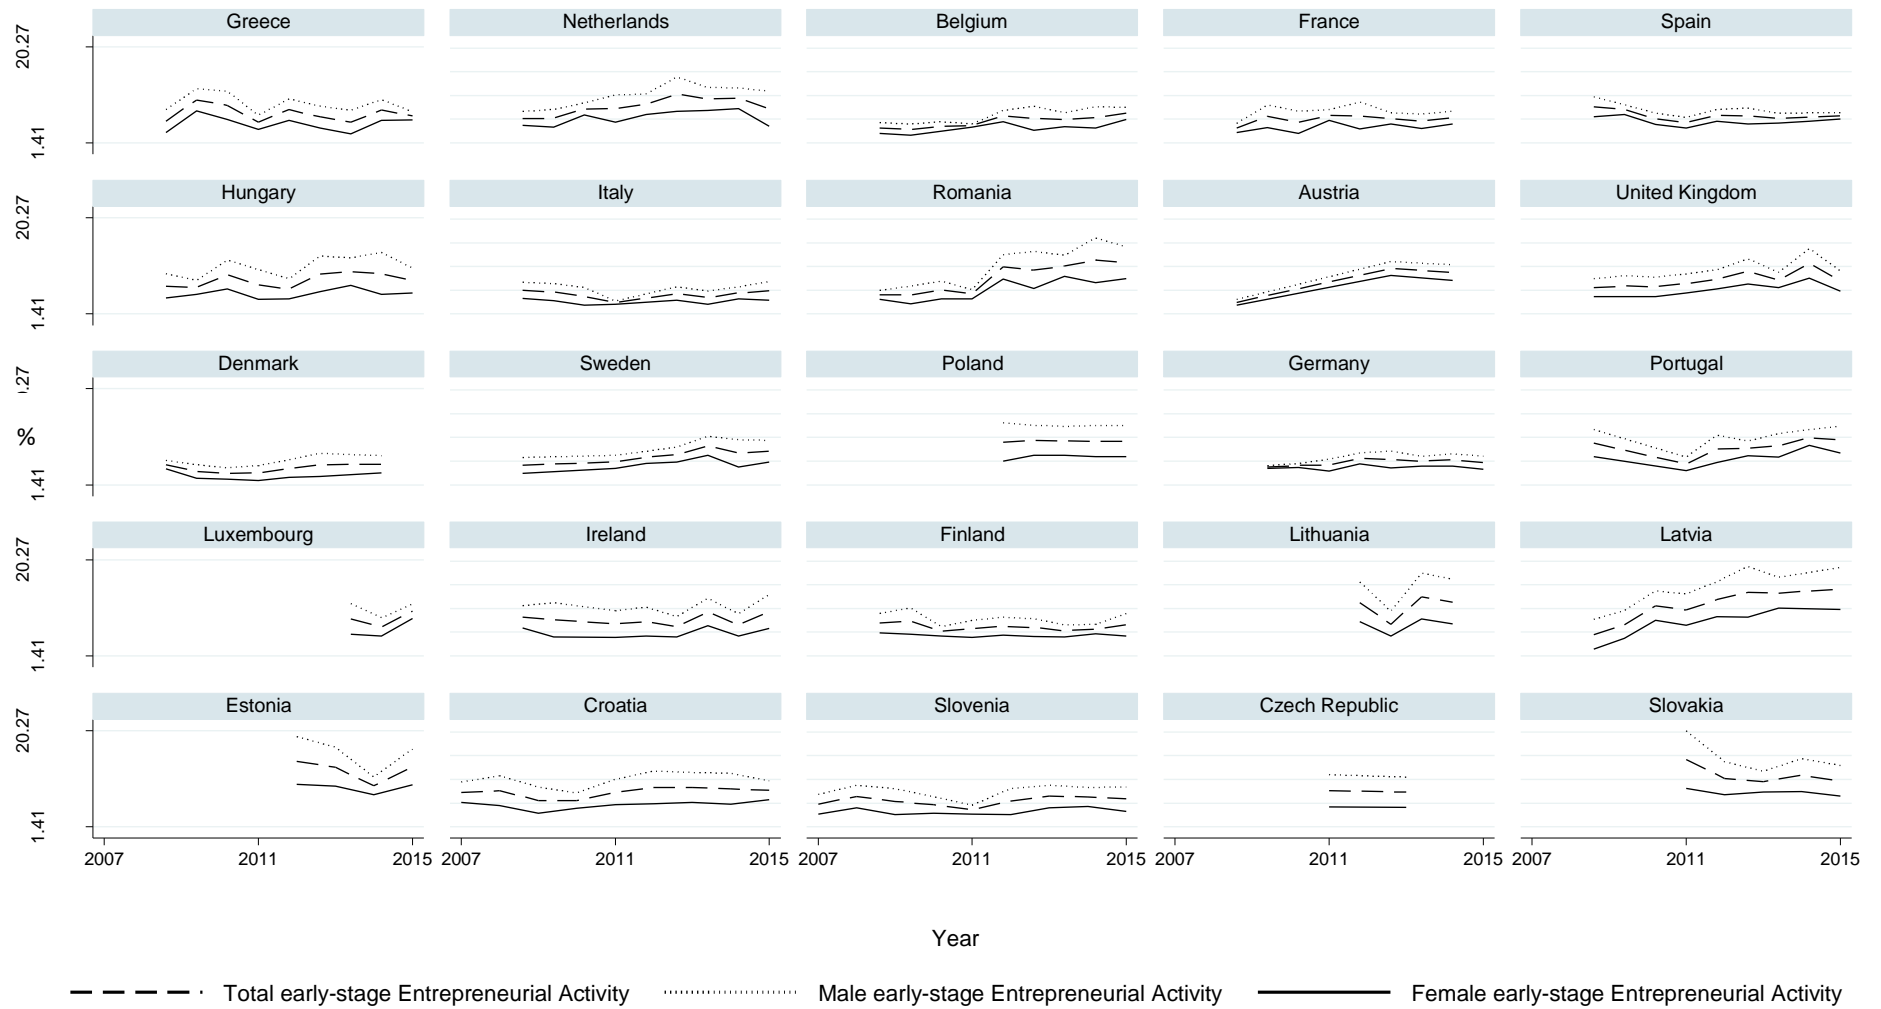 Greece Netherlands Belgium France Spain
20.27
1.41
Hungary Italy Romania Austria United Kingdom
20.27
1.41
Denmark Sweden Poland Germany Portugal
.27
%
1.41
Luxembourg Ireland Finland Lithuania Latvia
20.27
1.41
Estonia Croatia Slovenia Czech Republic Slovakia
20.27
1.41
2007 2011 2015 2007 2011 2015 2007 2011 2015 2007 2011 2015 2007 2011 2015
Year
Total early-stage Entrepreneurial Activity Male early-stage Entrepreneurial Activity Female early-stage Entrepreneurial Activity